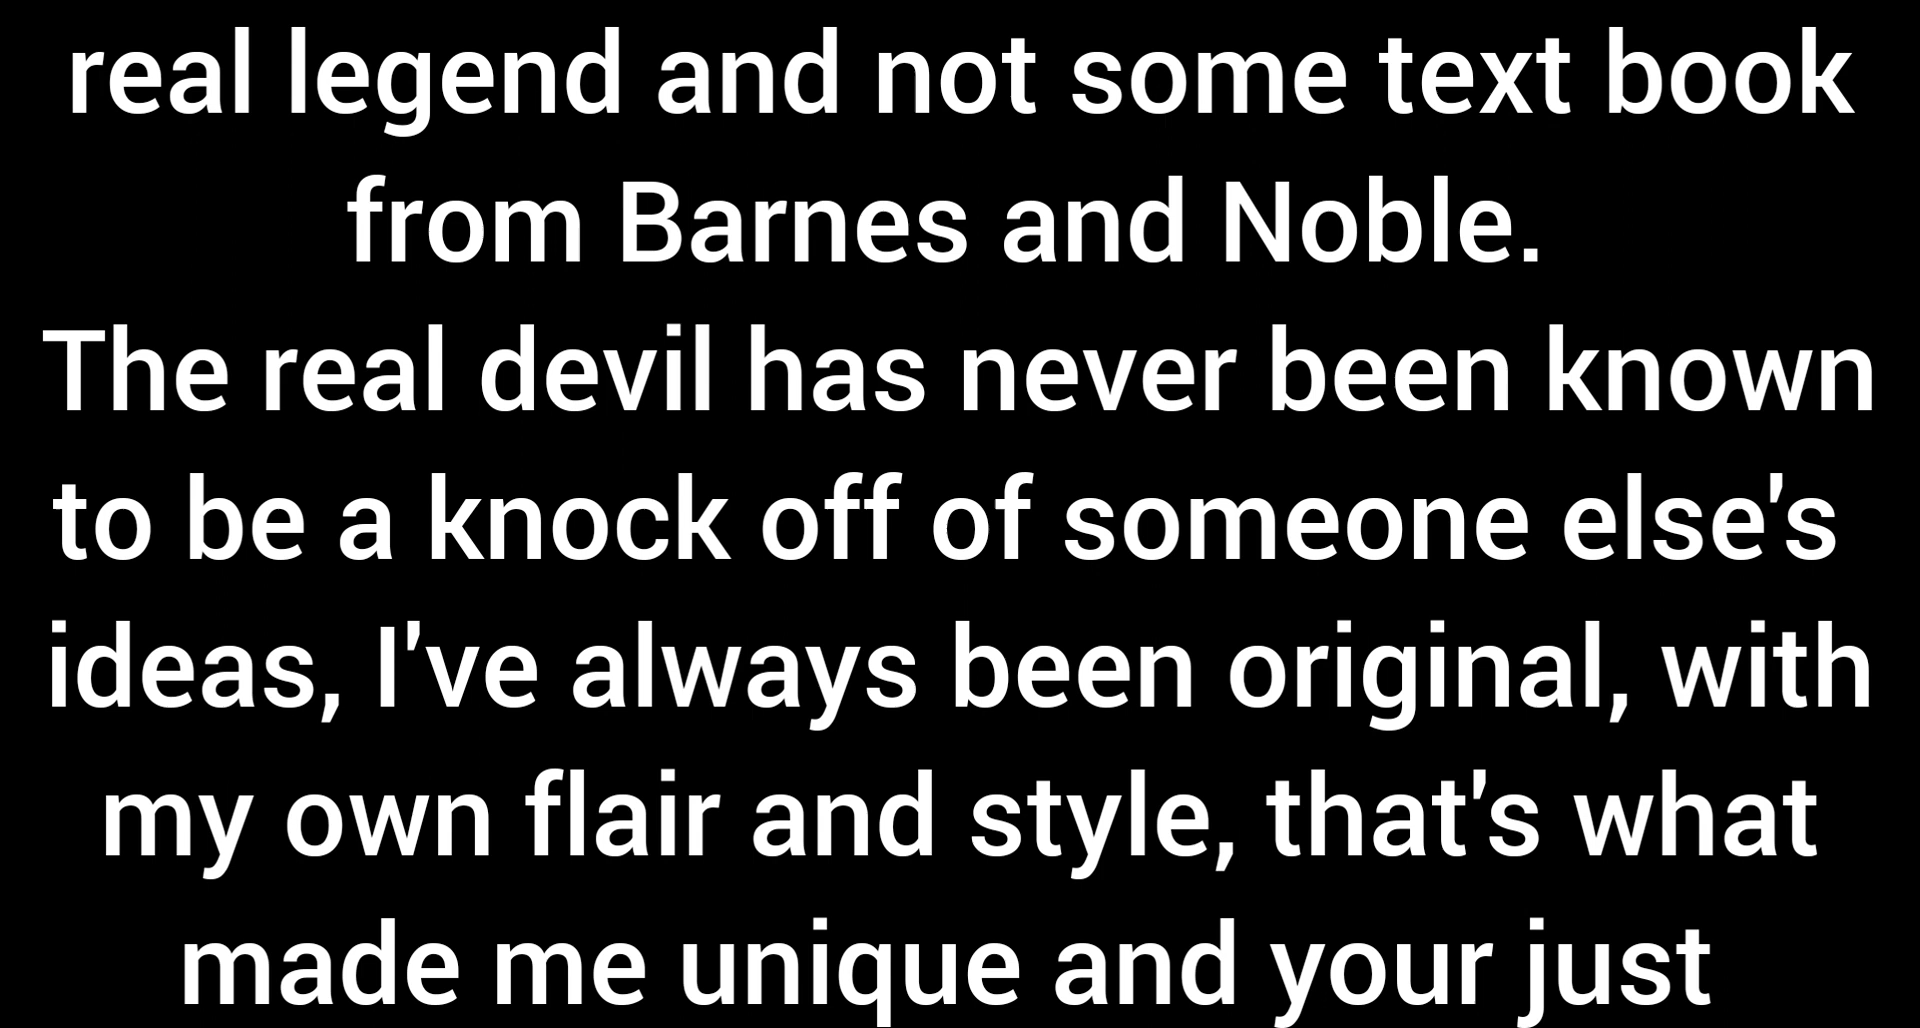 real legend and not some text book
from Barnes and Noble.
The real devil has never been known
to be a knock off of someone else's
ideas, I've always been original, with
my own flair and style, that's what
made me unique and your just